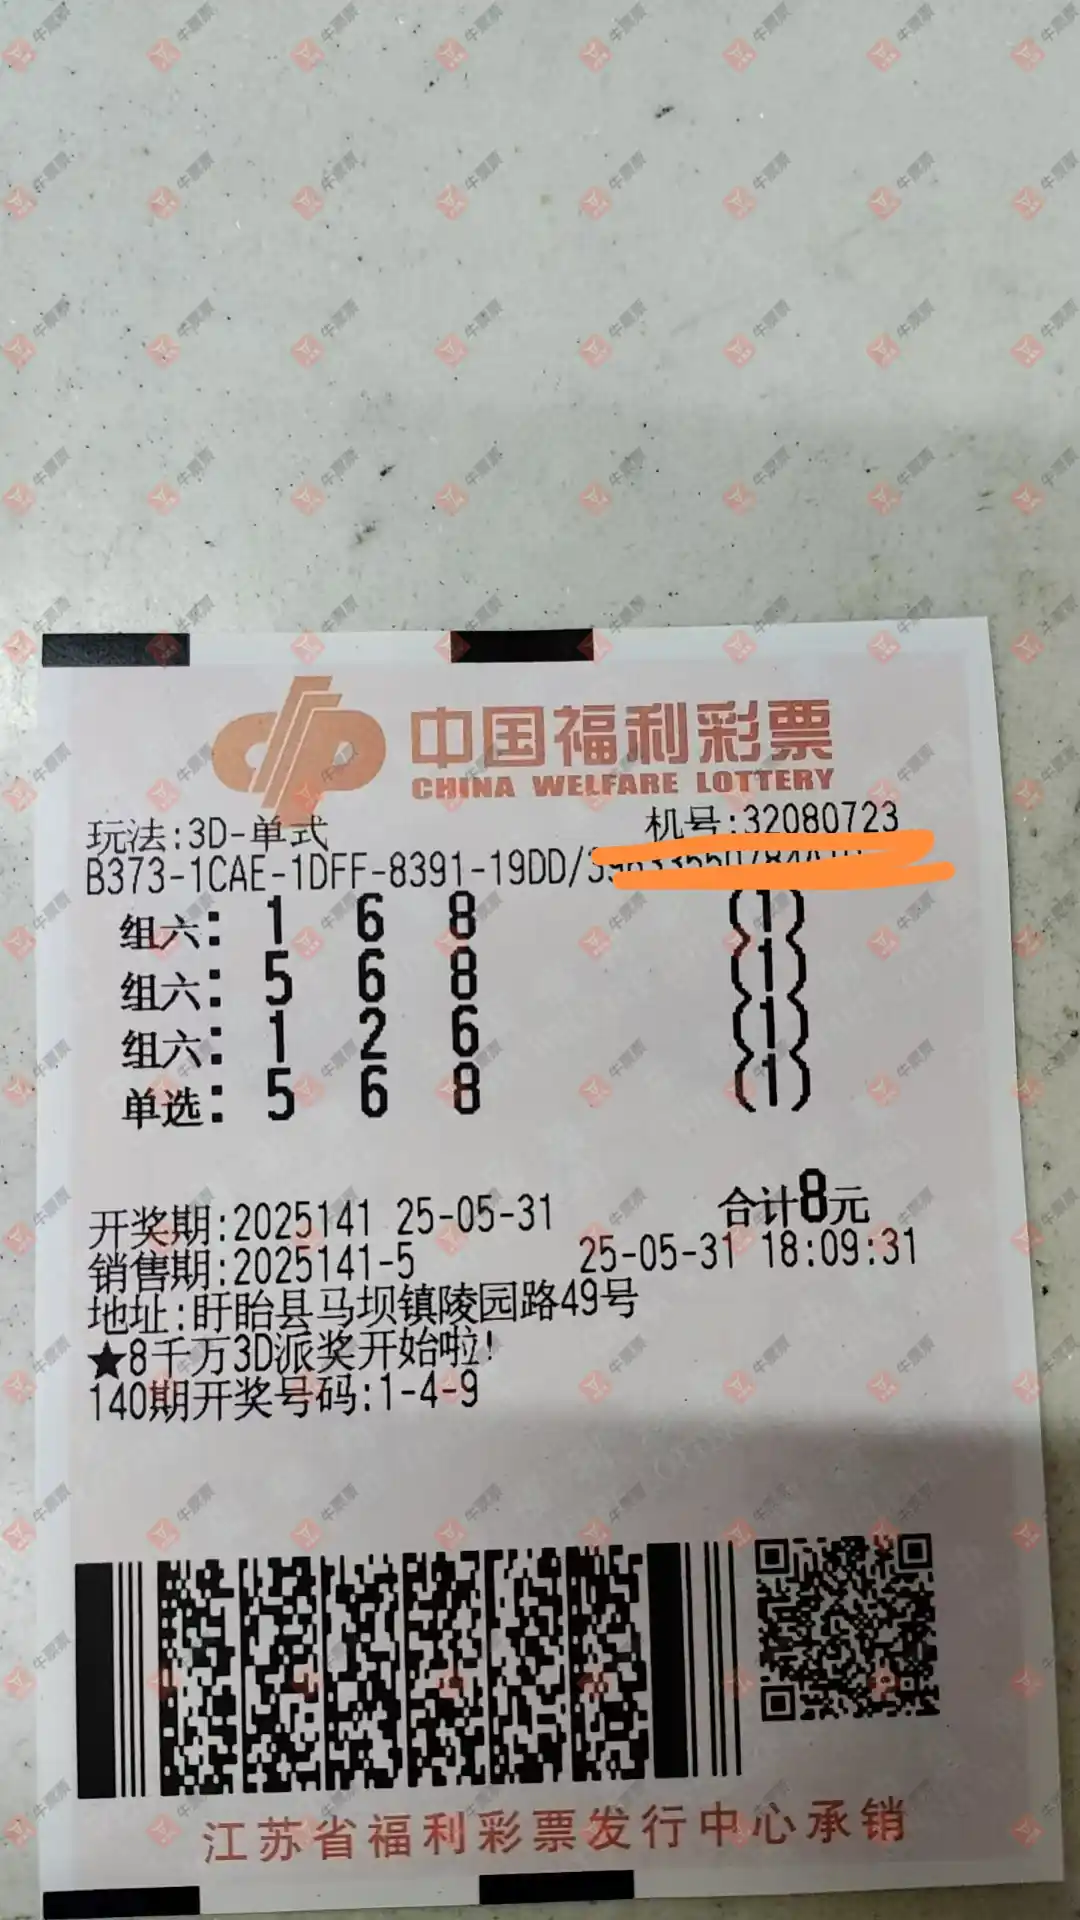 中国福利彩票
CHINA WELFARE LOTTERY
玩法:3D-单式 机号:32080723
B373-1CAE-1DFF-8391-19DD/
组六: 1 6 8 (1)
组六: 5 6 8 (1)
组六: 1 2 6 (1)
单选: 5 6 8 (1)
合计8元
开奖期:2025141 25-05-31
销售期:2025141-5 25-05-31 18:09:31
地址:盱眙县马坝镇陵园路49号
★8千万3D派奖开始啦!
140期开奖号码:1-4-9
江苏省福利彩票发行中心承销
牛票票